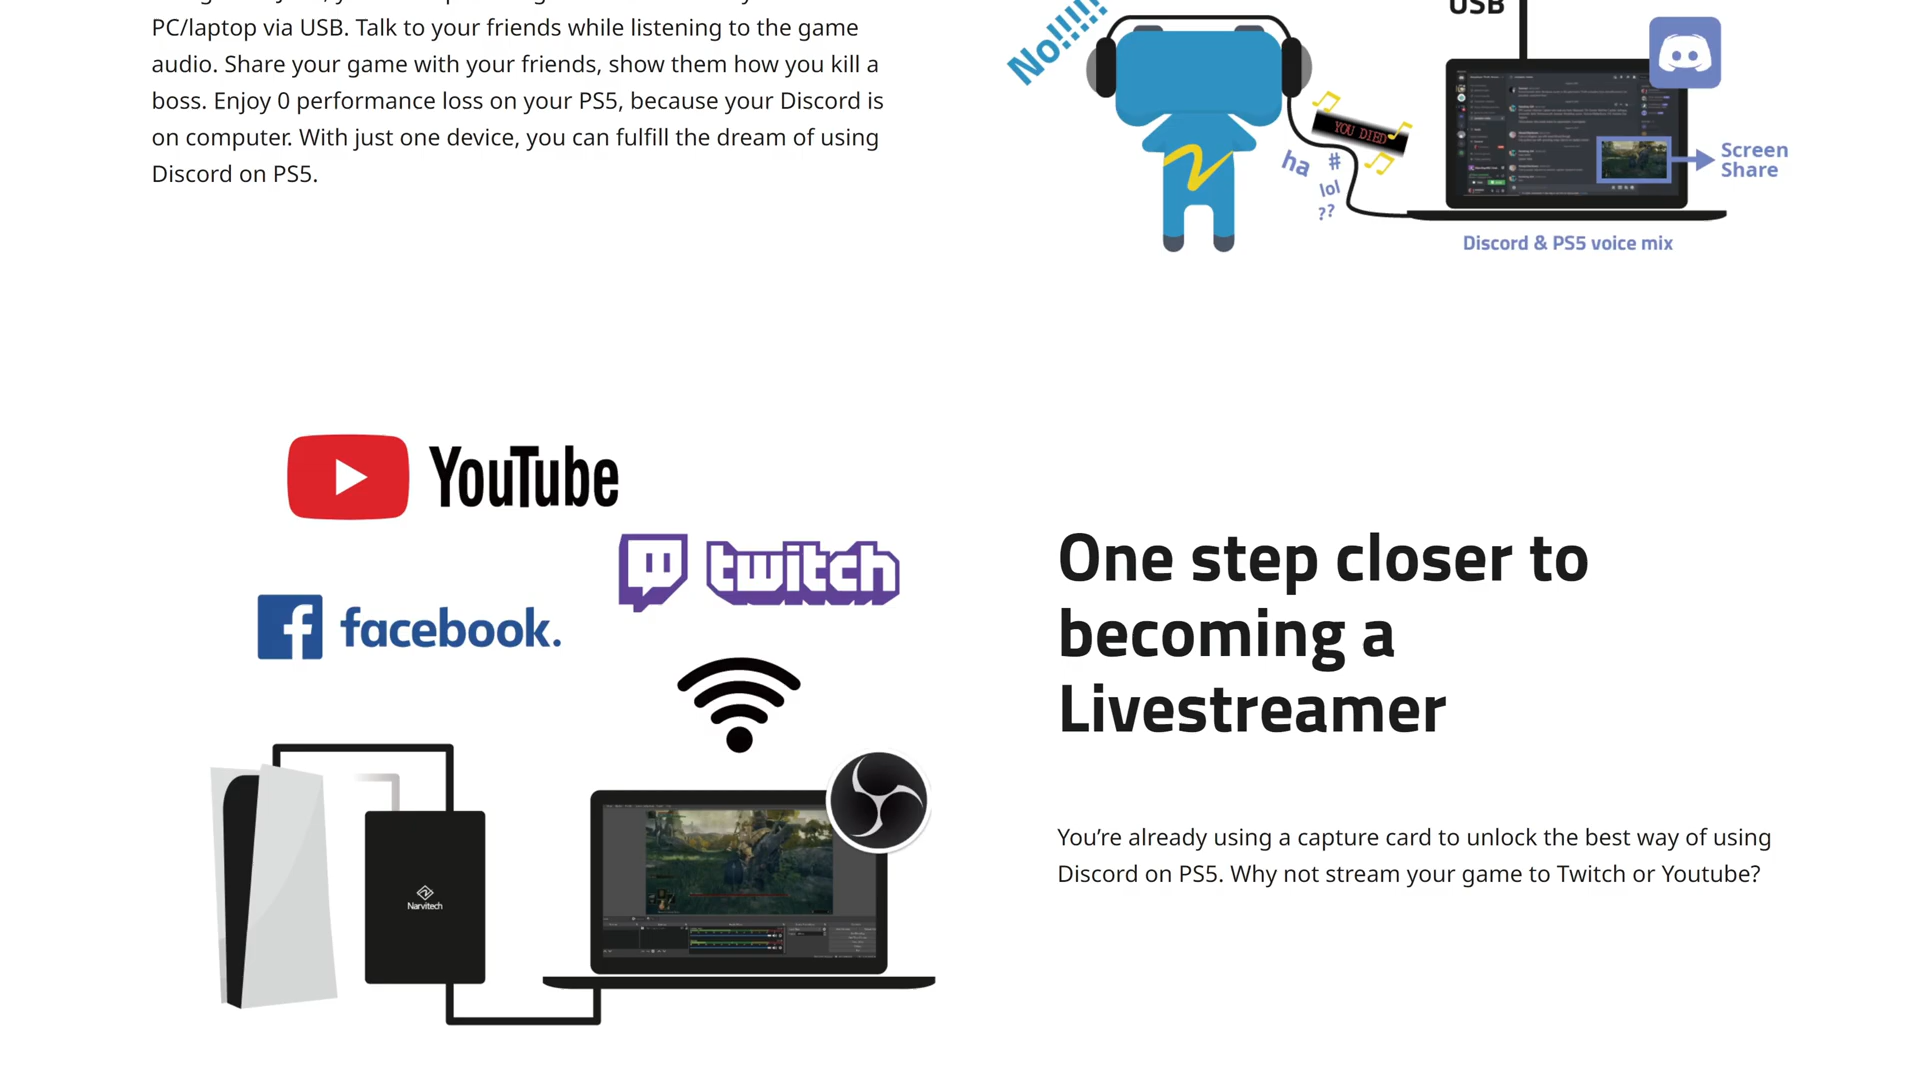 PC/laptop via USB. Talk to your friends while listening to the game
audio. Share your game with your friends, show them how you kill a
boss. Enjoy 0 performance loss on your PS5, because your Discord is
on computer. With just one device, you can fulfill the dream of using
Discord on PS5.
USB
No!!!!!
YOU DIED
ha
#
lol
??
Screen
Share
Discord & PS5 voice mix
YouTube
twitch
facebook.
Narvitech
One step closer to
becoming a
Livestreamer
You’re already using a capture card to unlock the best way of using
Discord on PS5. Why not stream your game to Twitch or Youtube?